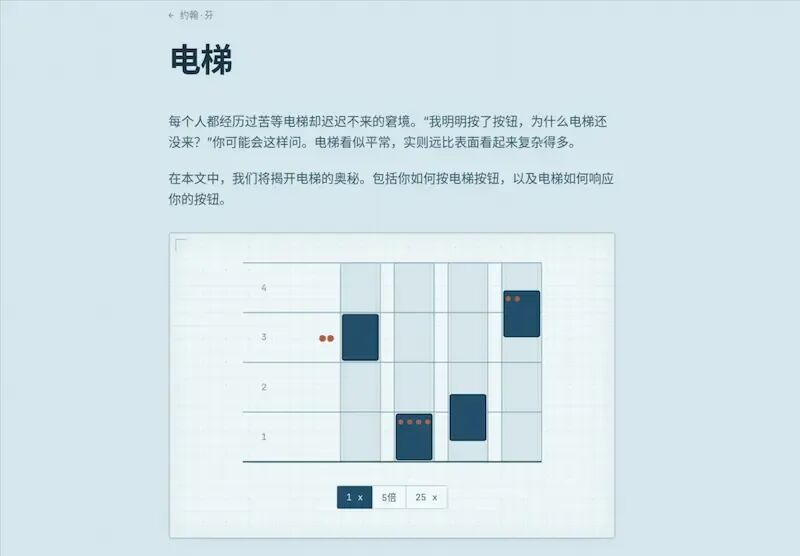 ← 约翰·芬
电梯
每个人都经历过苦等电梯却迟迟不来的窘境。“我明明按了按钮，为什么电梯还
没来？”你可能会这样问。电梯看似平常，实则远比表面看起来复杂得多。
在本文中，我们将揭开电梯的奥秘。包括你如何按电梯按钮，以及电梯如何响应
你的按钮。
4
3
2
1
1 x 5倍 25 x